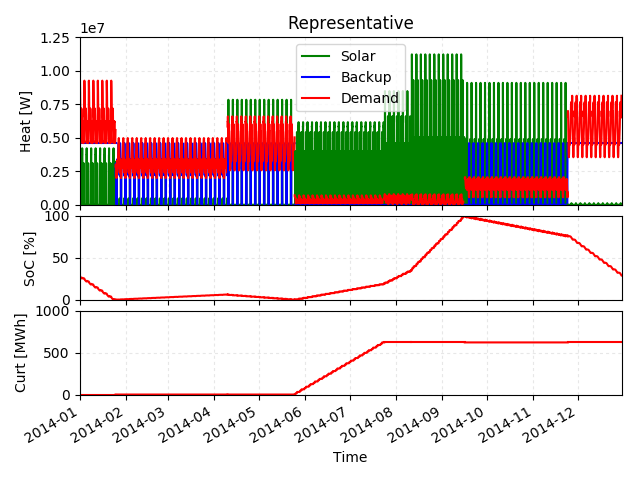 Representative
1e7
Heat [W]
1.25
1.00
0.75
0.50
0.25
0.00
Solar
Backup
Demand
SoC [%]
100
50
0
Curt [MWh]
1000
500
0
2014-01
2014-02
2014-03
2014-04
2014-05
2014-06
2014-07
2014-08
2014-09
2014-10
2014-11
2014-12
Time